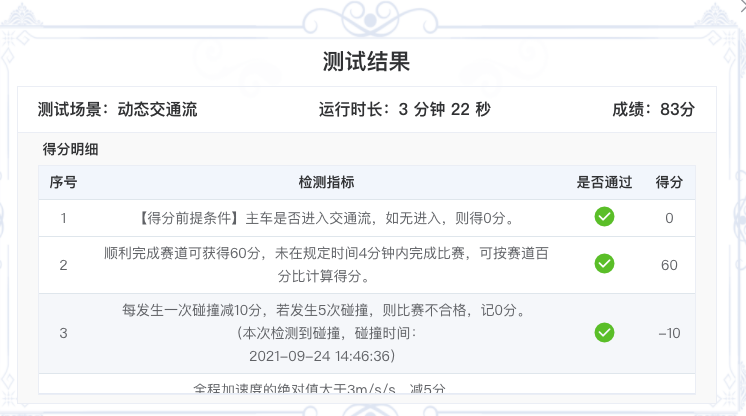 测试结果
测试场景：动态交通流 运行时长：3 分钟 22 秒 成绩：83分
得分明细
序号 检测指标 是否通过 得分
1 【得分前提条件】主车是否进入交通流，如无进入，则得0分。 0
2 顺利完成赛道可获得60分，未在规定时间4分钟内完成比赛，可按赛道百 60
分比计算得分。
每发生一次碰撞减10分，若发生5次碰撞，则比赛不合格，记0分。
3 （本次检测到碰撞，碰撞时间： -10
2021-09-24 14:46:36）
全程加速度的绝对值大于3m/s/s，减5分